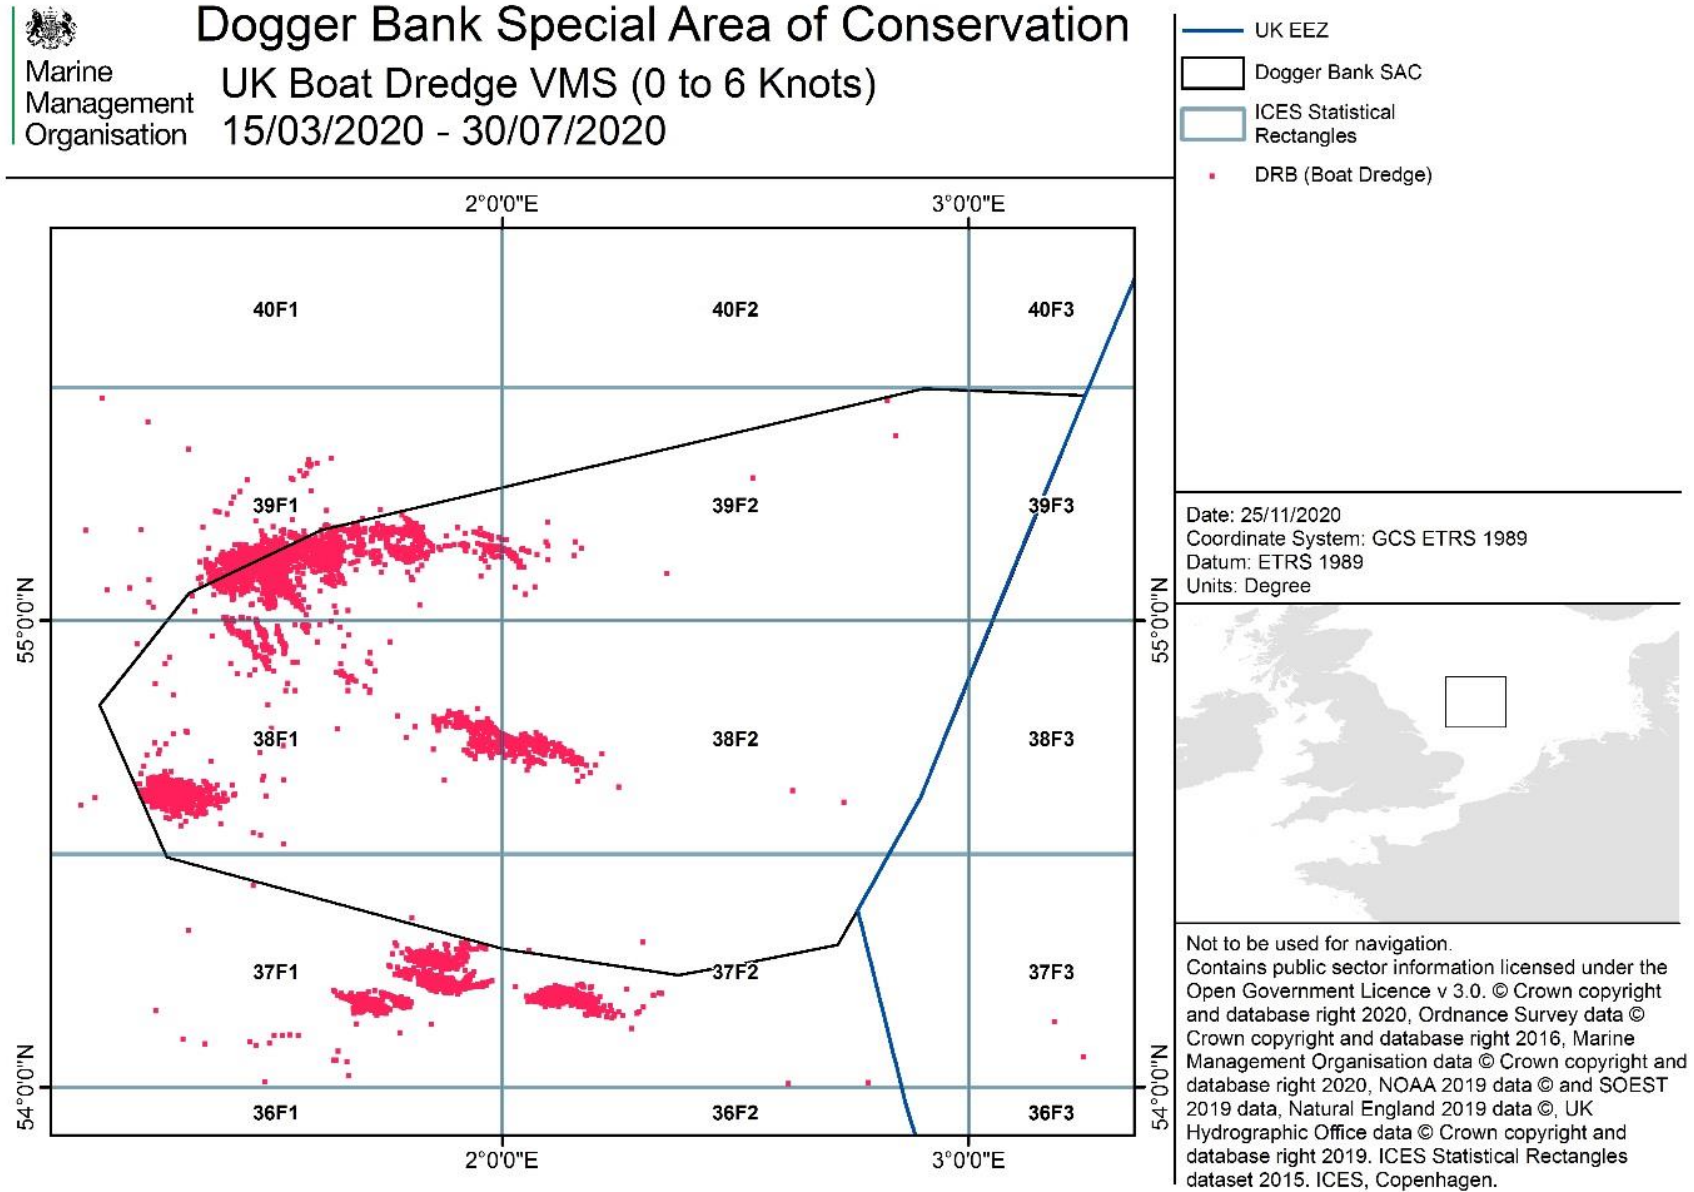 Marine
Management
Organisation
Dogger Bank Special Area of Conservation
UK Boat Dredge VMS (0 to 6 Knots)
15/03/2020 - 30/07/2020
UK EEZ
Dogger Bank SAC
ICES Statistical
Rectangles
DRB (Boat Dredge)
2°0'0"E
3°0'0"E
40F1
40F2
40F3
39F1
39F2
39F3
55°0'0"N
55°0'0"N
38F1
38F2
38F3
37F1
37F2
37F3
54°0'0"N
54°0'0"N
36F1
36F2
36F3
2°0'0"E
3°0'0"E
Date: 25/11/2020
Coordinate System: GCS ETRS 1989
Datum: ETRS 1989
Units: Degree
Not to be used for navigation.
Contains public sector information licensed under the
Open Government Licence v 3.0. © Crown copyright
and database right 2020, Ordnance Survey data ©
Crown copyright and database right 2016, Marine
Management Organisation data © Crown copyright and
database right 2020, NOAA 2019 data © and SOEST
2019 data, Natural England 2019 data ©, UK
Hydrographic Office data © Crown copyright and
database right 2019. ICES Statistical Rectangles
dataset 2015. ICES, Copenhagen.